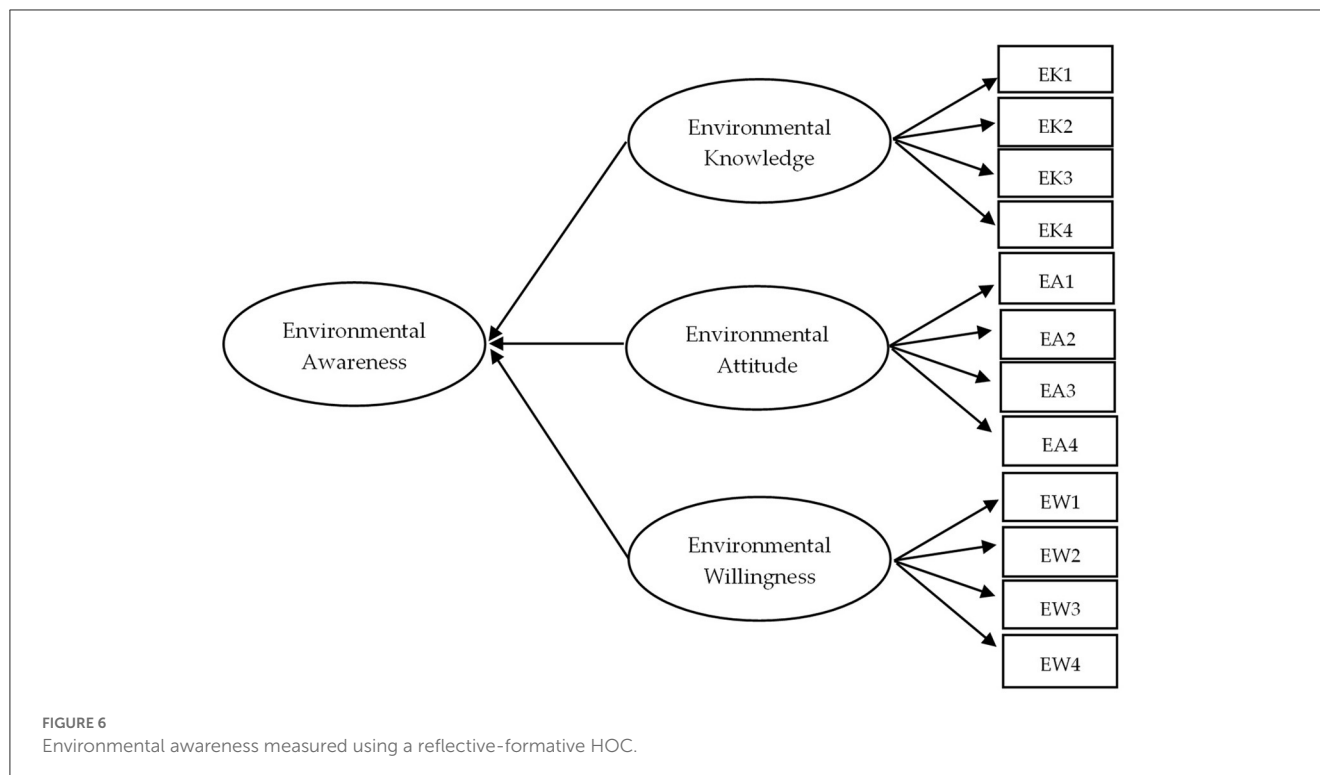 EK1
EK2
EK3
EK4
Environmental
Knowledge
EA1
EA2
EA3
EA4
Environmental
Attitude
Environmental
Awareness
EW1
EW2
EW3
EW4
Environmental
Willingness
FIGURE 6
Environmental awareness measured using a reflective-formative HOC.